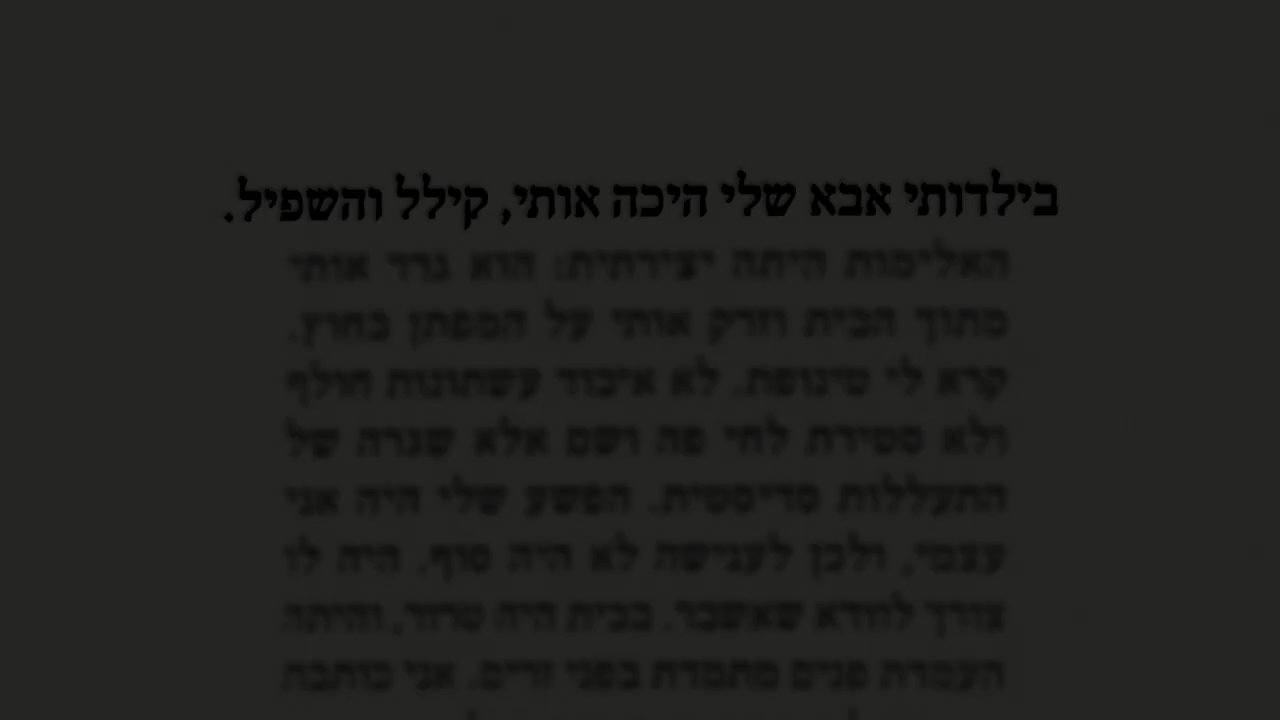 בילדותי אבא שלי היכה אותי, קילל והשפיל.
האלימות היתה יצירתית: הוא גרר אותי
מתוך הבית וזרק אותי על המפתן בחוץ.
קרא לי טינופת. לא איבוד עשתונות חולף
ולא סטירת לחי פה ושם אלא שגרה של
התעללות סדיסטית. הפשע שלי היה אני
עצמי, ולכן לענישה לא היה סוף. היה לו
צורך לוודא שאשבר. בבית היה טרור, והיתה
העמדת פנים מתמדת בפני זרים. אני כותבת